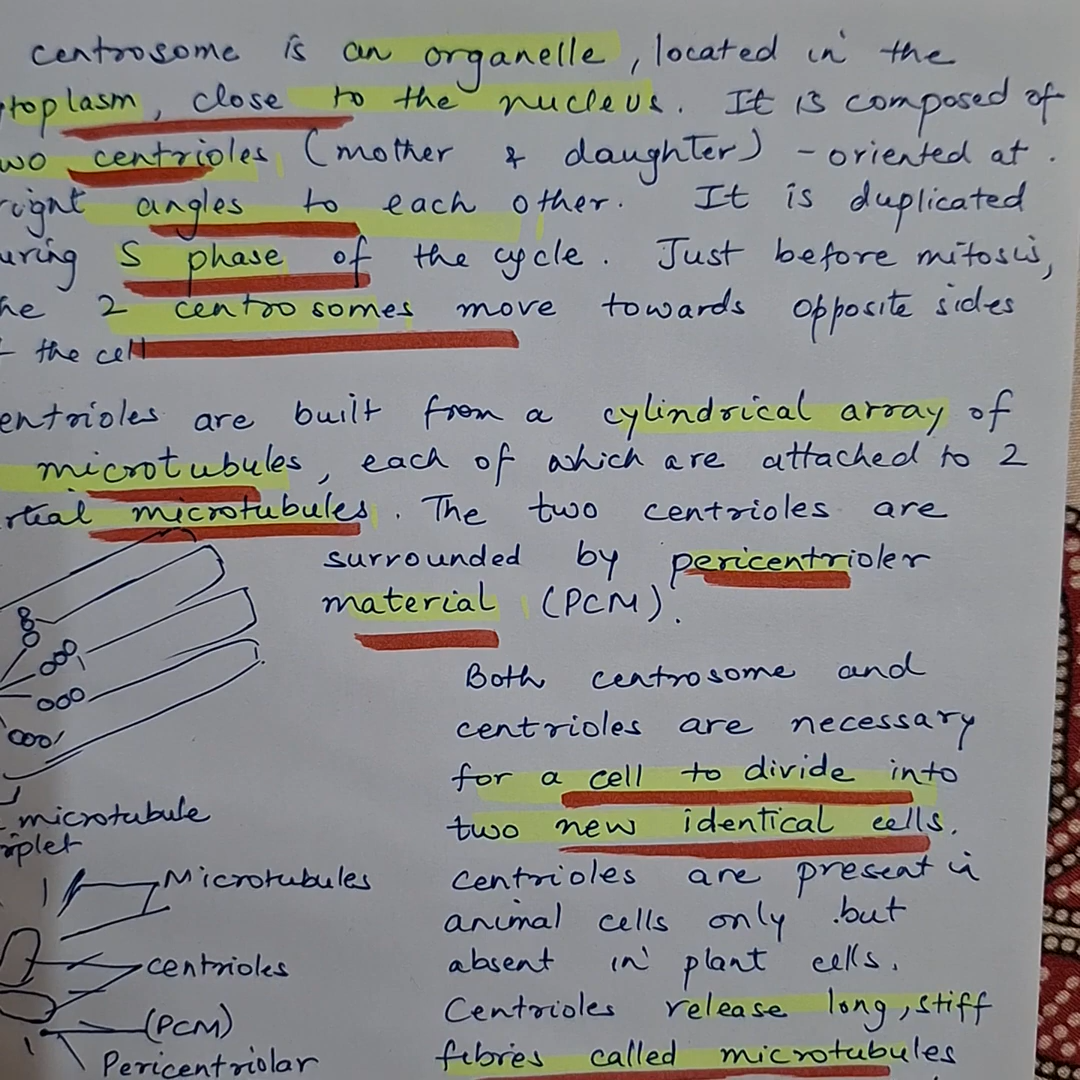 centrosome is an organelle, located in the
toplasm, close to the nucleus. It is composed of
wo centrioles (mother & daughter) - oriented at.
right angles to each other. It is duplicated
uring S phase of the cycle. Just before mitosis,
he 2 centrosomes move towards opposite sides
the cell
entrioles are built from a cylindrical array of
microtubules, each of which are attached to 2
rtial microtubules. The two centrioles are
surrounded by pericentrioler
material (PCM).
Both centrosome and
centrioles are necessary
for a cell to divide into
two new identical cells.
centrioles are present in
animal cells only but
absent in plant cells.
Centrioles release long, stiff
fibries called microtubules
microtubule
riplet
Microtubules
centrioles
(PCM)
Pericentriolar